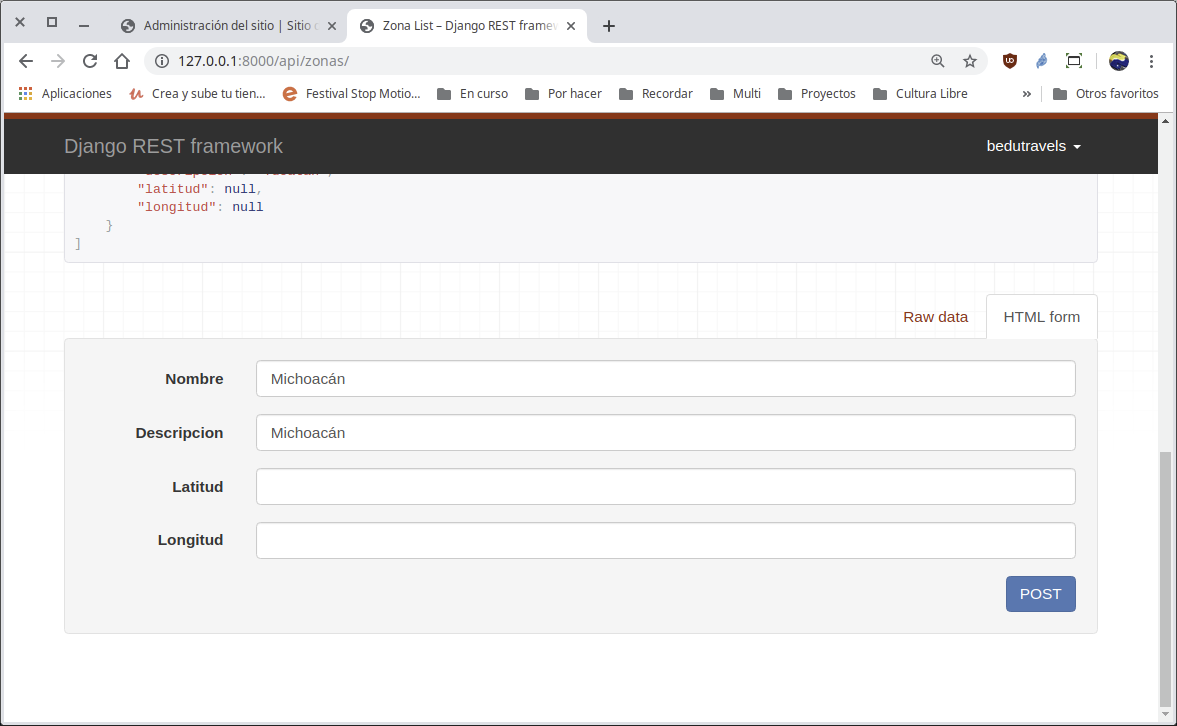 Administración del sitio | Sitio
Zona List – Django REST framew
127.0.0.1:8000/api/zonas/
Aplicaciones
Crea y sube tu tien...
Festival Stop Motio...
En curso
Por hacer
Recordar
Multi
Proyectos
Cultura Libre
»
Otros favoritos
Django REST framework
bedutravels
"latitud": null,
"longitud": null
}
]
Raw data
HTML form
Nombre
Michoacán
Descripcion
Michoacán
Latitud
Longitud
POST